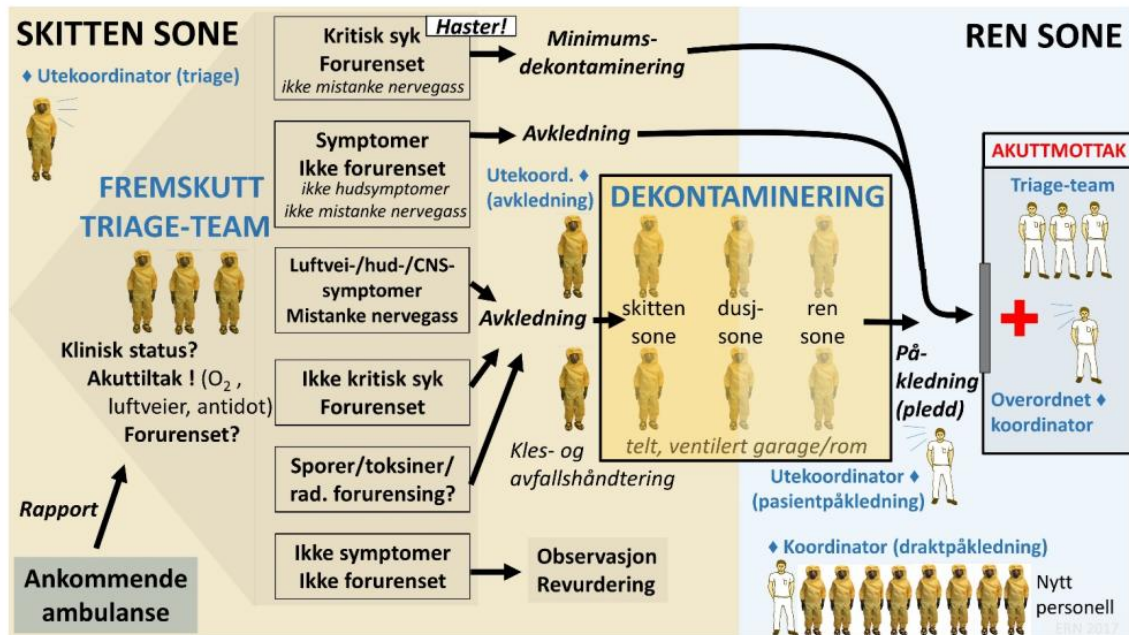 SKITTEN SONE
♦ Utekoordinator (triage)
FREMSKUTT
TRIAGE-TEAM
Klinisk status?
Akuttiltak ! (O₂ ,
luftveier, antidot)
Forurenset?
Rapport
Ankommende
ambulanse
Haster!
Kritisk syk
Forurenset
ikke mistanke nervegass
Symptomer
Ikke forurenset
ikke hudsymptomer
ikke mistanke nervegass
Luftvei-/hud-/CNS-
symptomer
Mistanke nervegass
Ikke kritisk syk
Forurenset
Sporer/toksiner/
rad. forurensing?
Ikke symptomer
Ikke forurenset
Minimums-
dekontaminering
Avkledning
Utekoord. ♦
(avkledning)
Avkledning
Kles- og
avfallshåndtering
Observasjon
Revurdering
DEKONTAMINERING
skitten
sone
dusj-
sone
ren
sone
telt, ventilert garage/rom
REN SONE
På-
kledning
(pledd)
Utekoordinator ♦
(pasientpåkledning)
AKUTTMOTTAK
Triage-team
Overordnet ♦
koordinator
♦ Koordinator (draktpåkledning)
Nytt
personell
ERN 2017